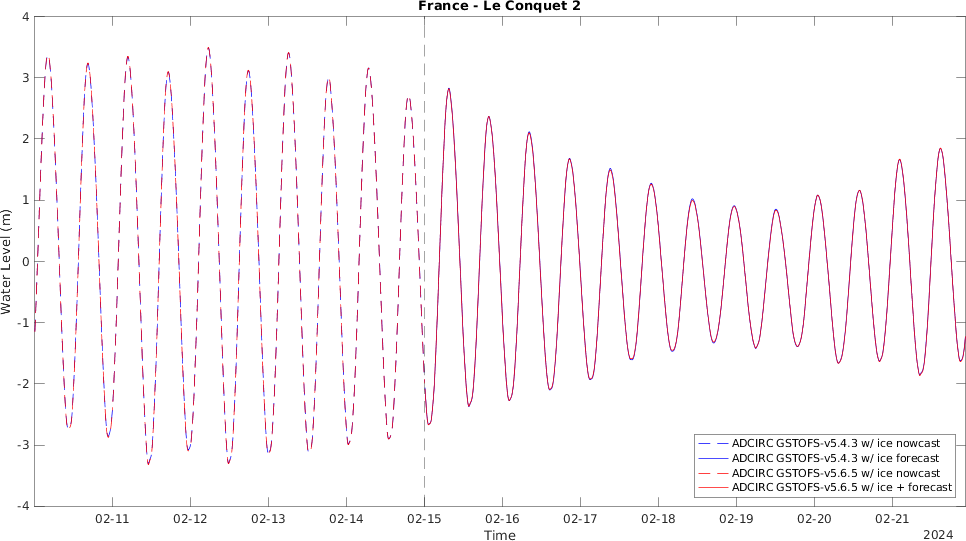 France - Le Conquet 2
4
3
2
1
0
-1
-2
-3
-4
Water Level (m)
ADCIRC GSTOFS-v5.4.3 w/ ice nowcast
ADCIRC GSTOFS-v5.4.3 w/ ice forecast
ADCIRC GSTOFS-v5.6.5 w/ ice nowcast
ADCIRC GSTOFS-v5.6.5 w/ ice + forecast
02-11 02-12 02-13 02-14 02-15 02-16 02-17 02-18 02-19 02-20 02-21
Time
2024